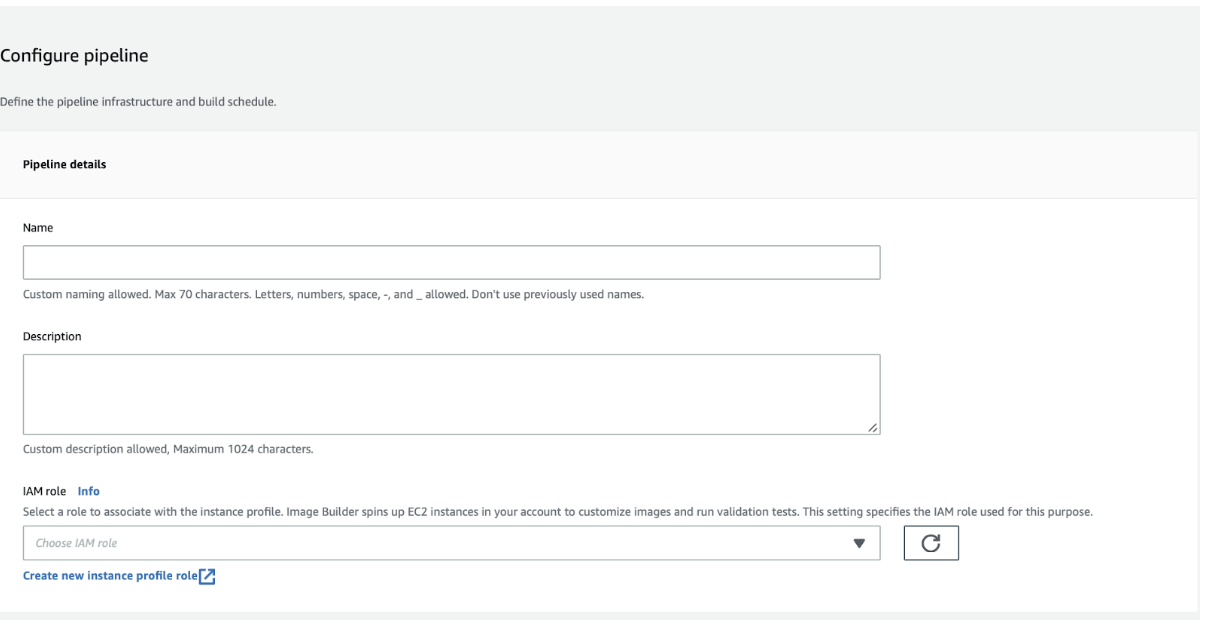 Configure pipeline
Define the pipeline infrastructure and build schedule.
Pipeline details
Name
Custom naming allowed. Max 70 characters. Letters, numbers, space, -, and _ allowed. Don't use previously used names.
Description
Custom description allowed, Maximum 1024 characters.
IAM role Info
Select a role to associate with the instance profile. Image Builder spins up EC2 instances in your account to customize images and run validation tests. This setting specifies the IAM role used for this purpose.
Choose IAM role
Create new instance profile role